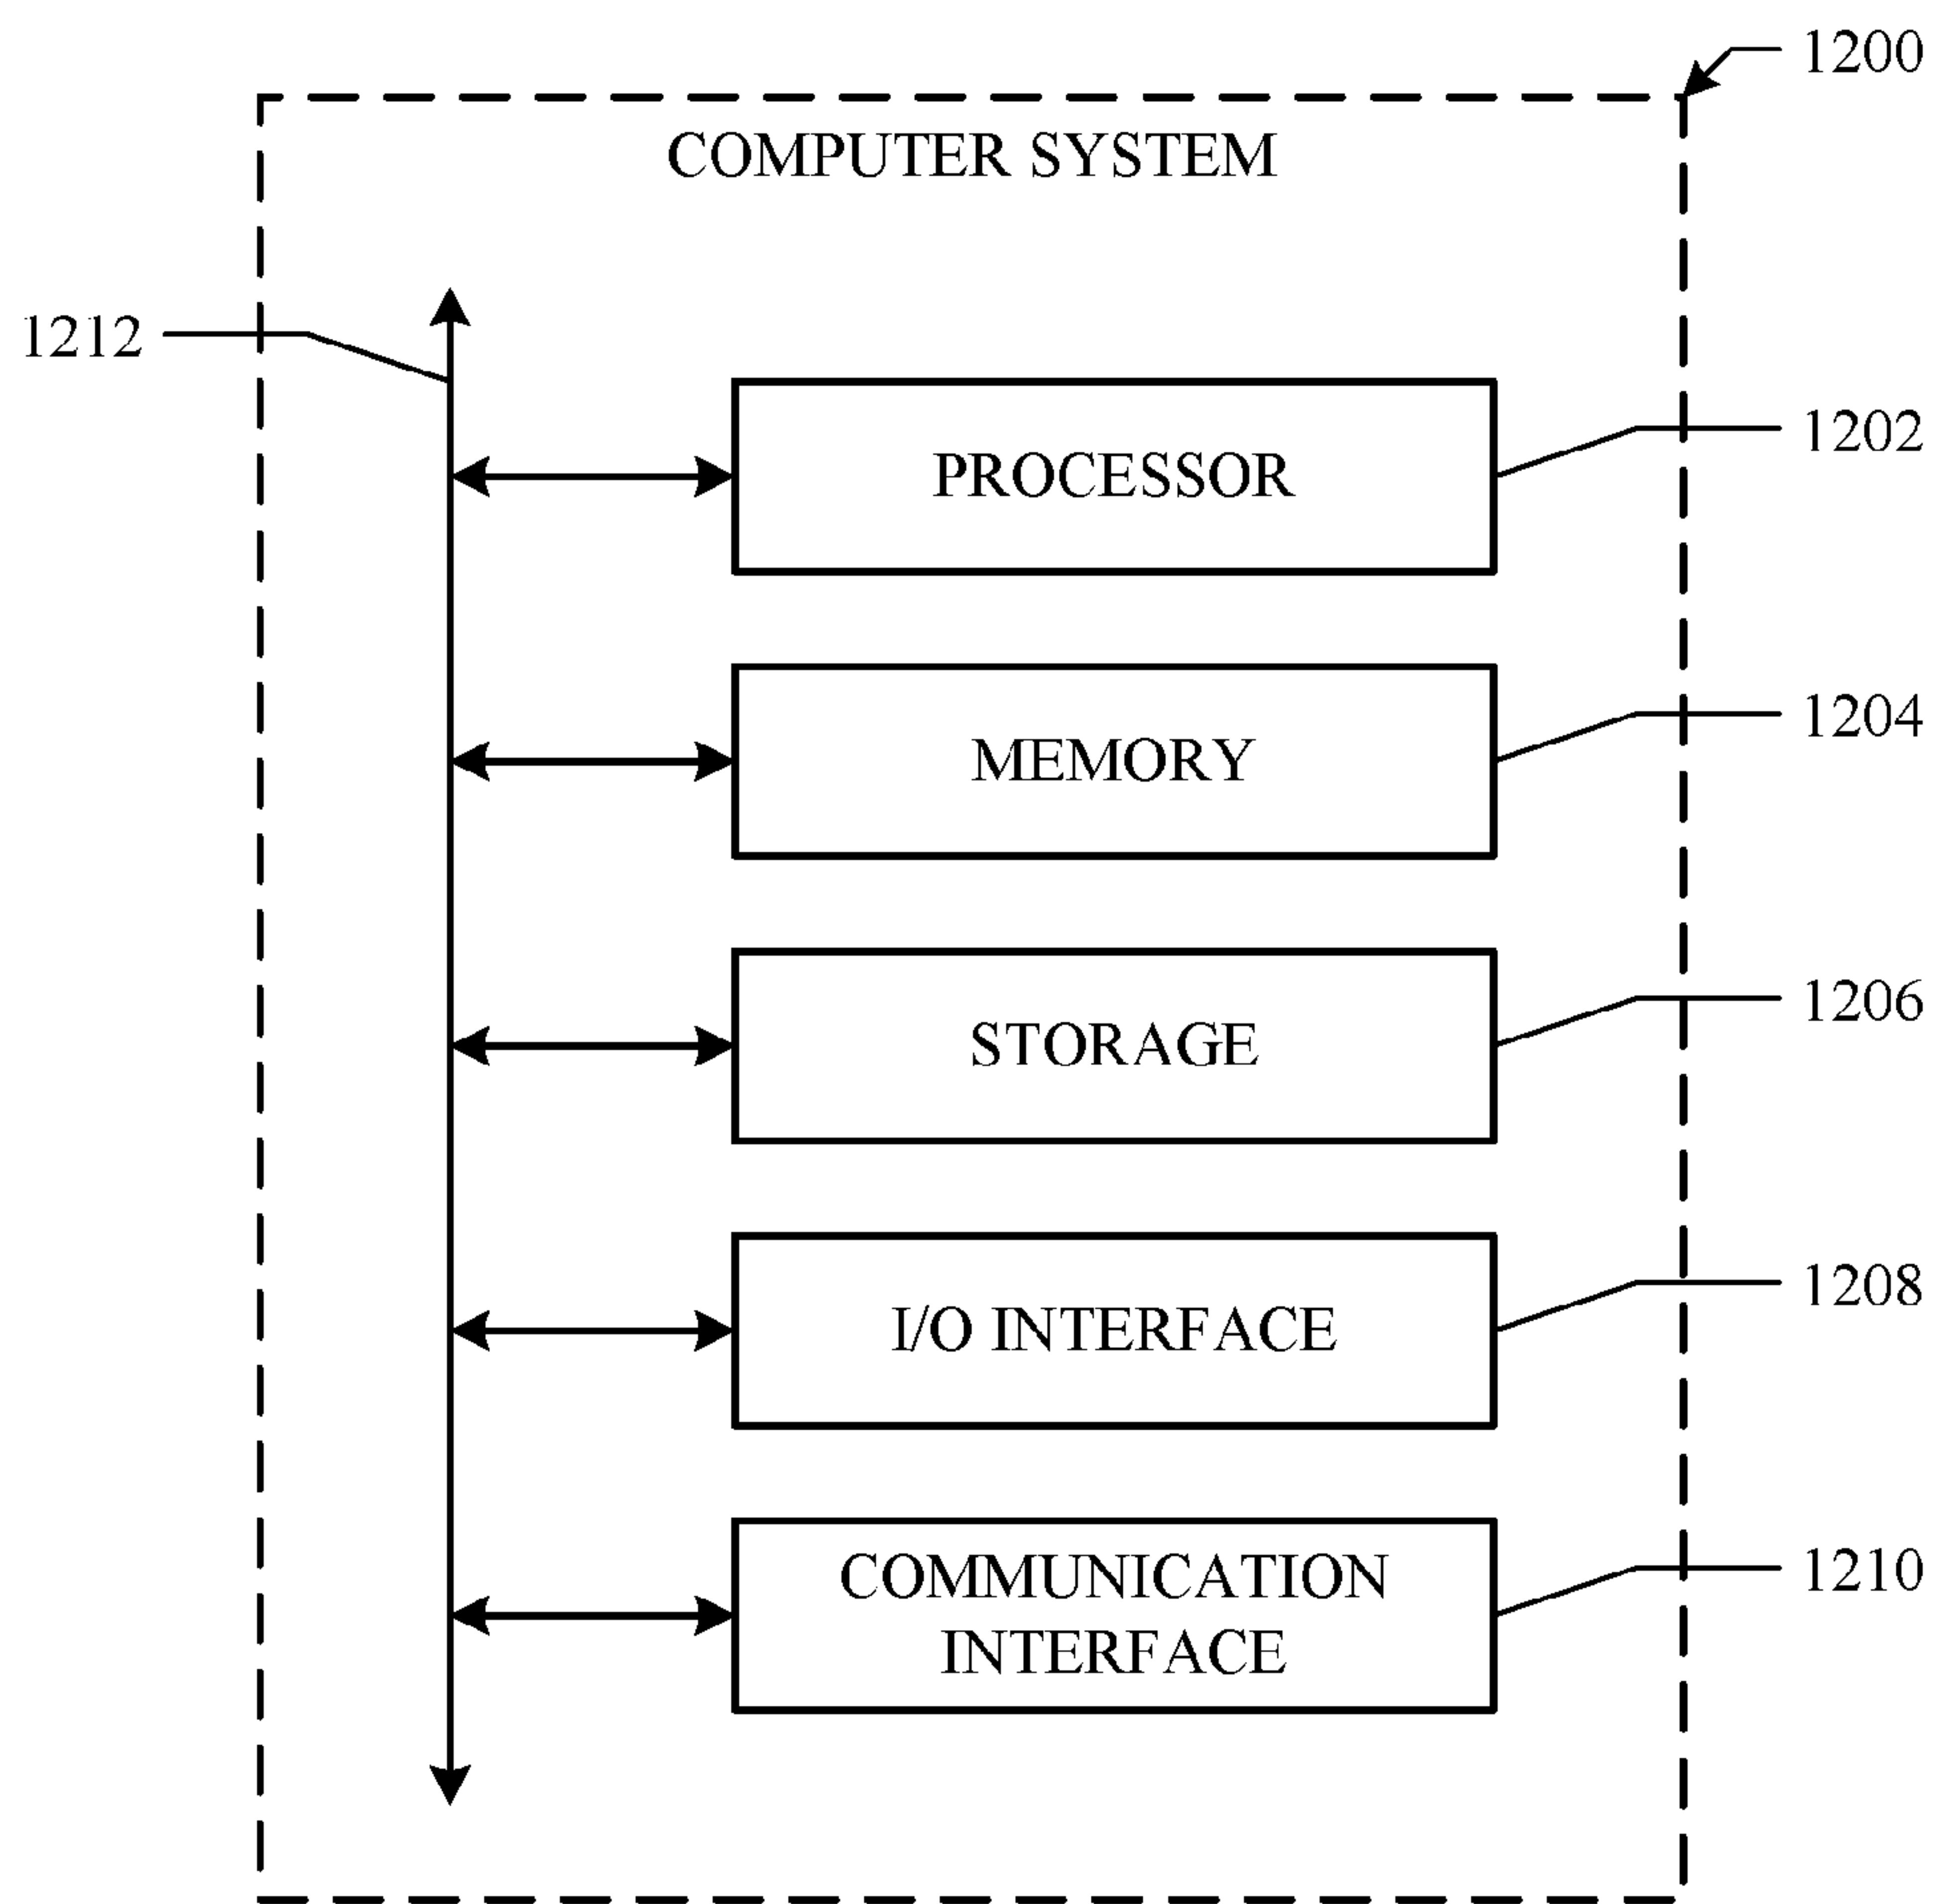 1200
COMPUTER SYSTEM
1212
1202
PROCESSOR
1204
MEMORY
1206
STORAGE
1208
I/O INTERFACE
1210
COMMUNICATION
INTERFACE